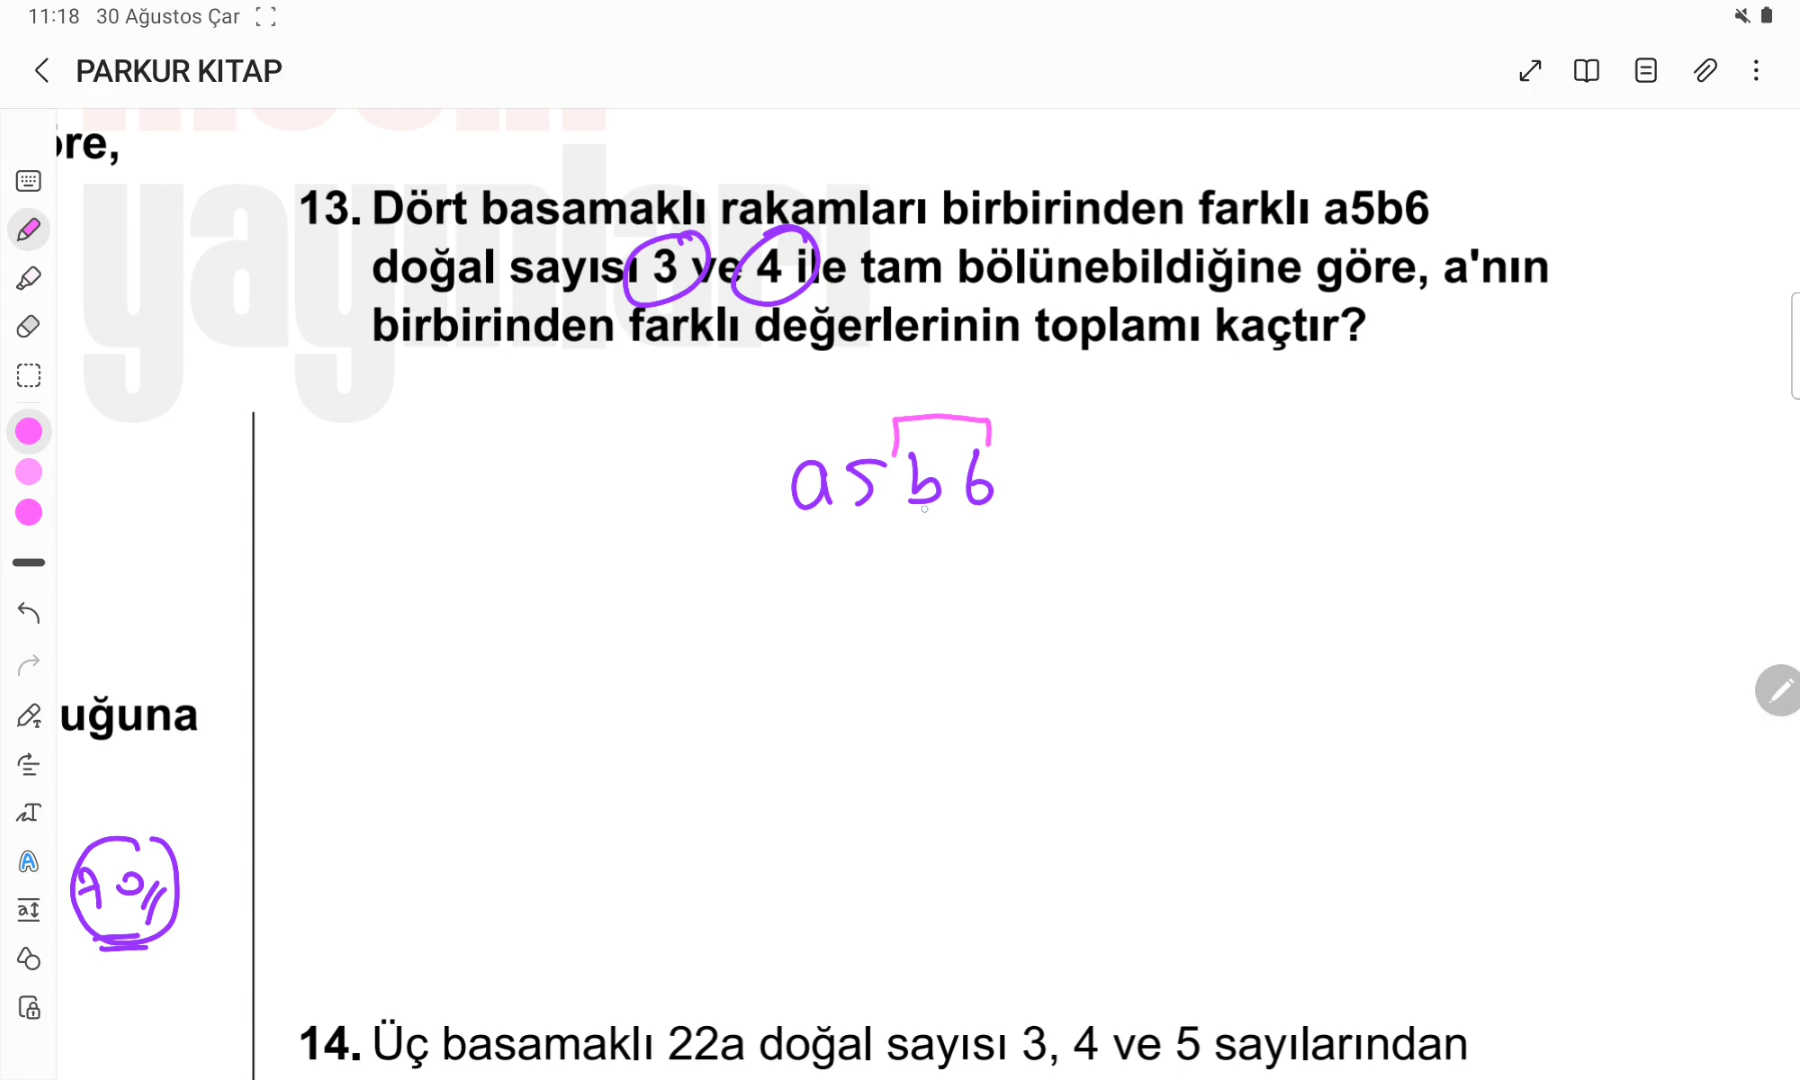 11:18 30 Ağustos Çar
PARKUR KITAP
öre,
yayınları
13. Dört basamaklı rakamları birbirinden farklı a5b6
doğal sayısı 3 ve 4 ile tam bölünebildiğine göre, a'nın
birbirinden farklı değerlerinin toplamı kaçtır?
a5b6
uğuna
14. Üç basamaklı 22a doğal sayısı 3, 4 ve 5 sayılarından